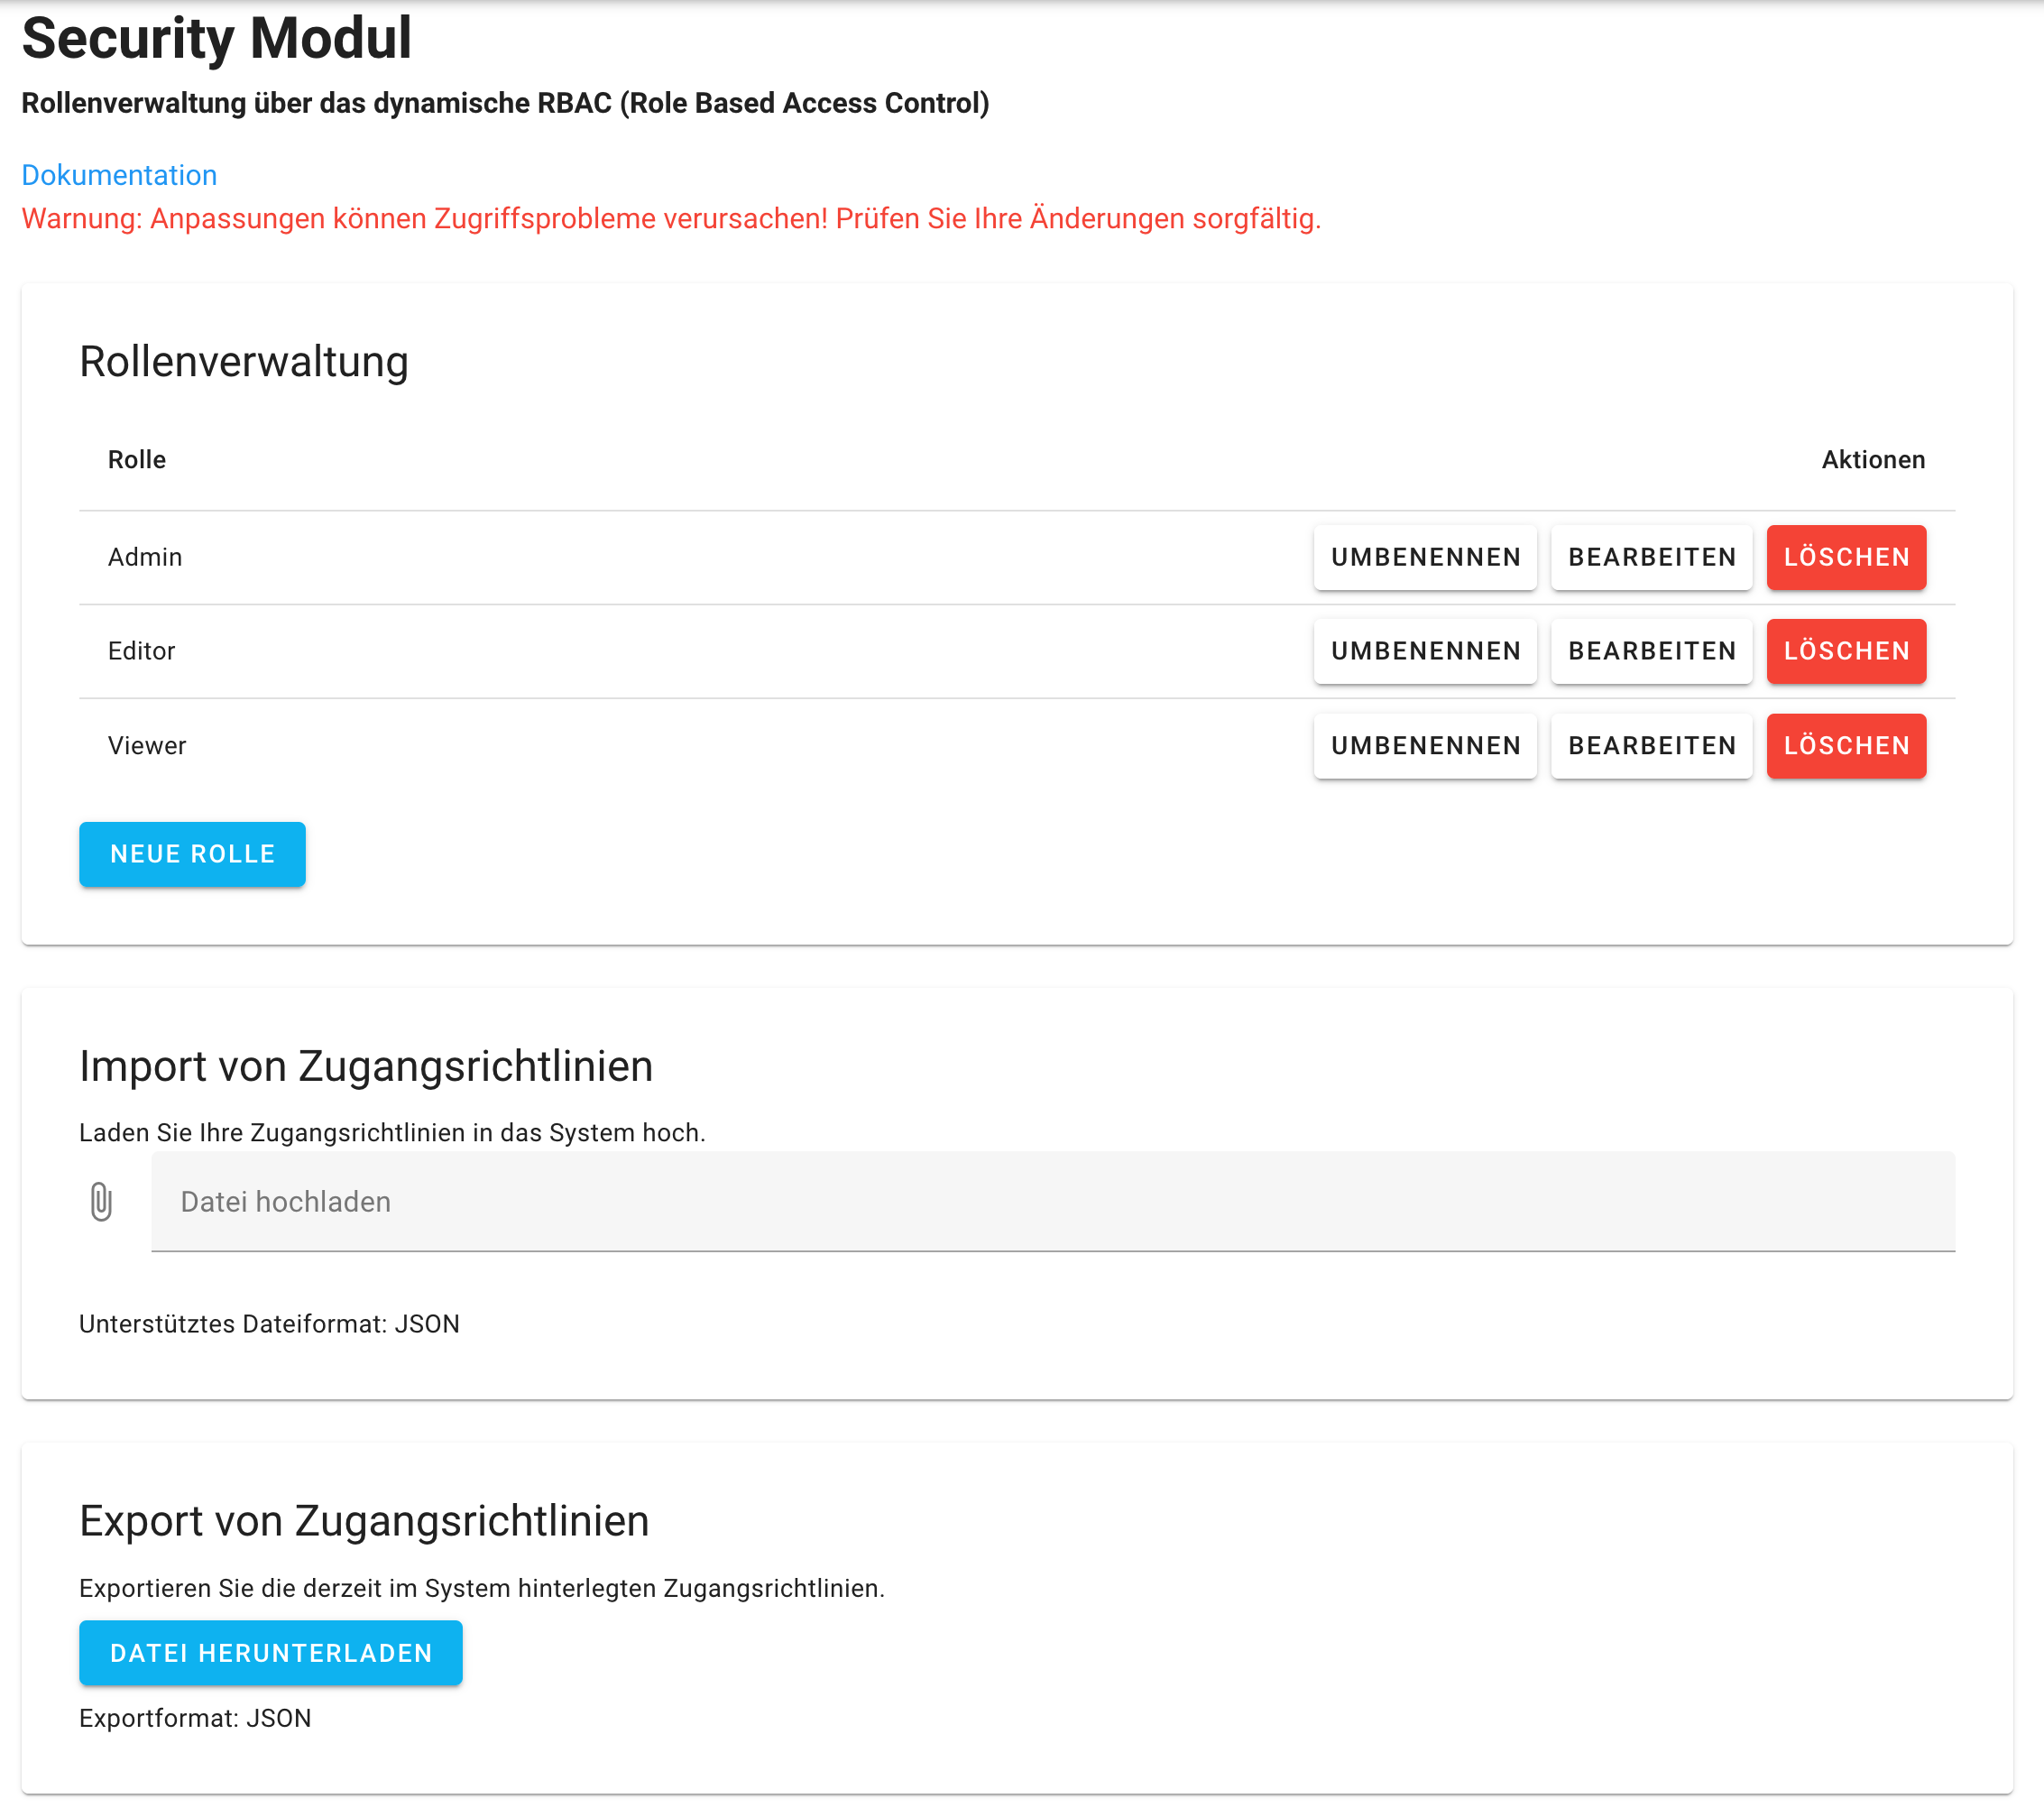 Security Modul
Rollenverwaltung über das dynamische RBAC (Role Based Access Control)
Dokumentation
Warnung: Anpassungen können Zugriffsprobleme verursachen! Prüfen Sie Ihre Änderungen sorgfältig.
Rollenverwaltung
Rolle Aktionen
Admin UMBENENNEN BEARBEITEN LÖSCHEN
Editor UMBENENNEN BEARBEITEN LÖSCHEN
Viewer UMBENENNEN BEARBEITEN LÖSCHEN
NEUE ROLLE
Import von Zugangsrichtlinien
Laden Sie Ihre Zugangsrichtlinien in das System hoch.
Datei hochladen
Unterstütztes Dateiformat: JSON
Export von Zugangsrichtlinien
Exportieren Sie die derzeit im System hinterlegten Zugangsrichtlinien.
DATEI HERUNTERLADEN
Exportformat: JSON